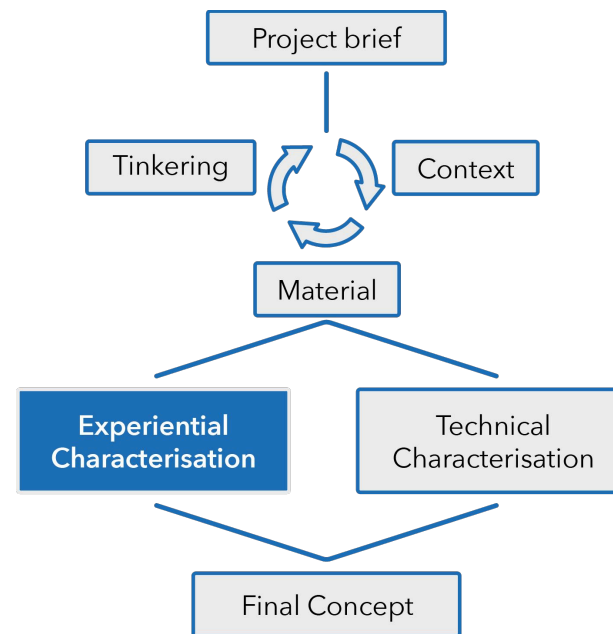 Project brief
Tinkering
Context
Material
Experiential
Characterisation
Technical
Characterisation
Final Concept